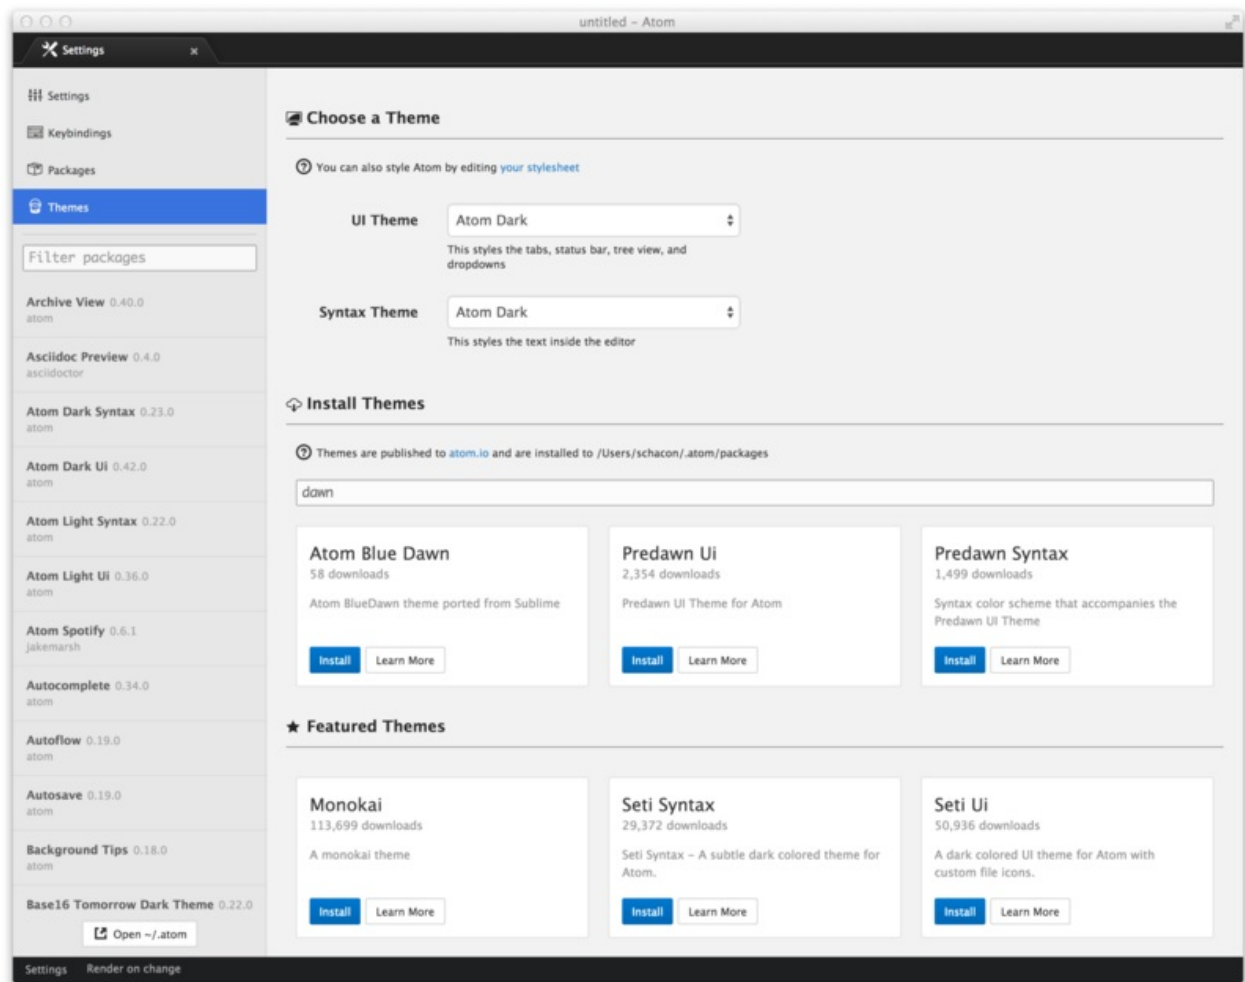 untitled – Atom
Settings x
Settings
Keybindings
Packages
Themes
Filter packages
Archive View 0.40.0
atom
Asciidoc Preview 0.4.0
asciidoctor
Atom Dark Syntax 0.23.0
atom
Atom Dark Ui 0.42.0
atom
Atom Light Syntax 0.22.0
atom
Atom Light Ui 0.36.0
atom
Atom Spotify 0.6.1
jakemarsh
Autocomplete 0.34.0
atom
Autoflow 0.19.0
atom
Autosave 0.19.0
atom
Background Tips 0.18.0
atom
Base16 Tomorrow Dark Theme 0.22.0
Open ~/.atom
Choose a Theme
? You can also style Atom by editing your stylesheet
UI Theme Atom Dark
This styles the tabs, status bar, tree view, and
dropdowns
Syntax Theme Atom Dark
This styles the text inside the editor
Install Themes
? Themes are published to atom.io and are installed to /Users/schacon/.atom/packages
dawn
Atom Blue Dawn
58 downloads
Atom BlueDawn theme ported from Sublime
Install Learn More
Predawn Ui
2,354 downloads
Predawn UI Theme for Atom
Install Learn More
Predawn Syntax
1,499 downloads
Syntax color scheme that accompanies the
Predawn UI Theme
Install Learn More
Featured Themes
Monokai
113,699 downloads
A monokai theme
Install Learn More
Seti Syntax
29,372 downloads
Seti Syntax – A subtle dark colored theme for
Atom.
Install Learn More
Seti Ui
50,936 downloads
A dark colored UI theme for Atom with
custom file icons.
Install Learn More
Settings Render on change